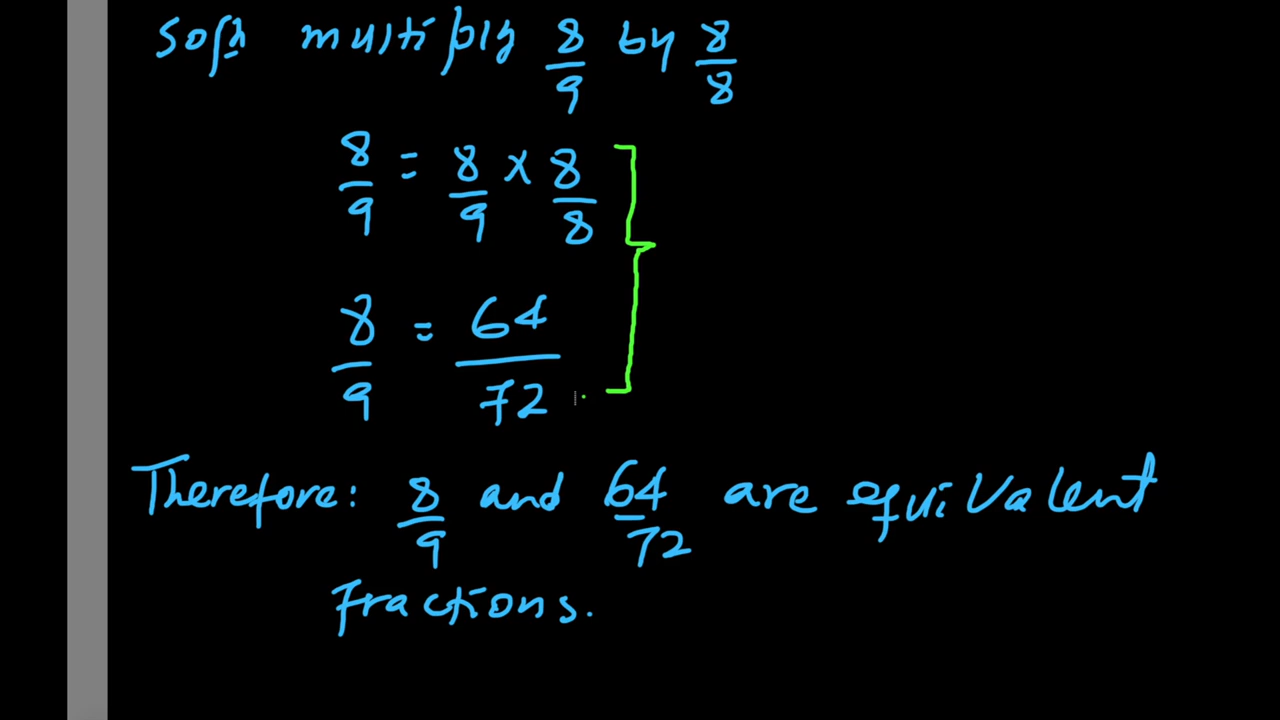 Soln multiply 8/9 by 8/8
8/9 = 8/9 × 8/8
8/9 = 64/72
Therefore: 8/9 and 64/72 are equivalent
Fractions.